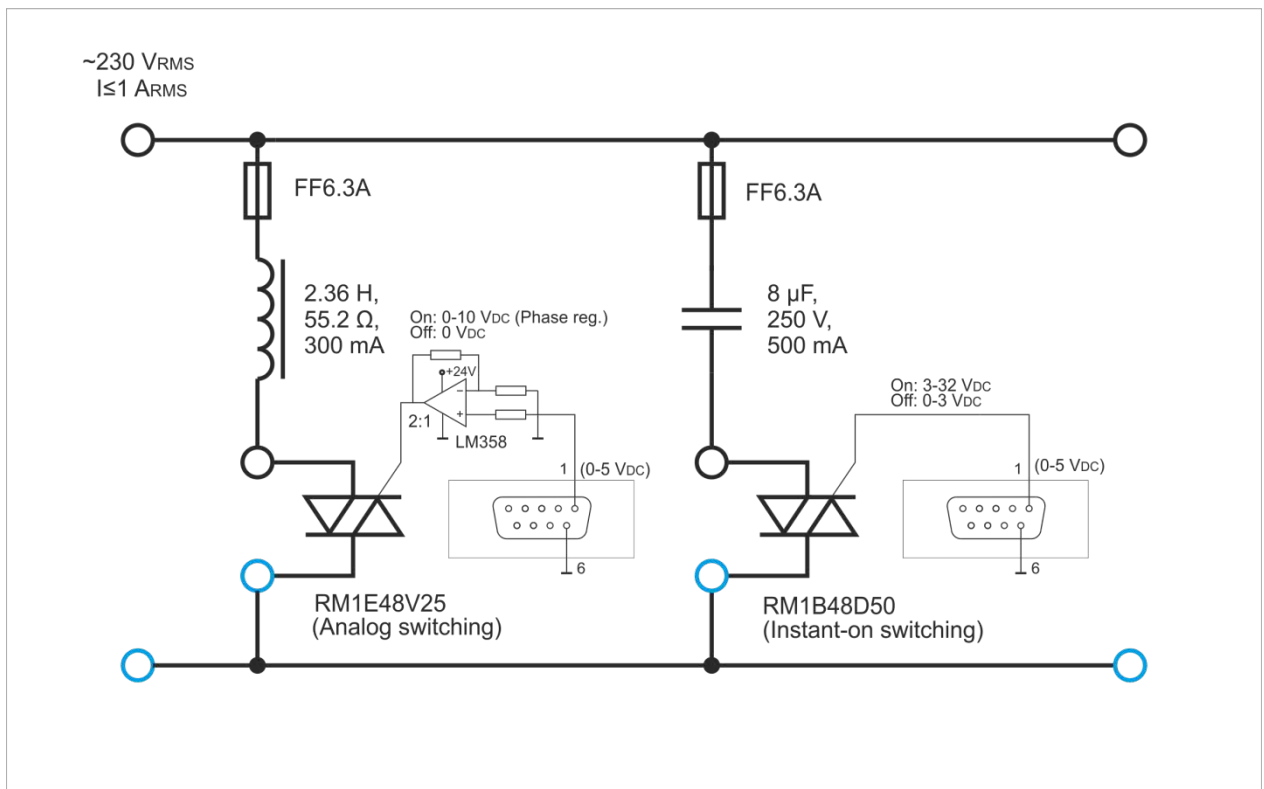 ~230 VRMS
I≤1 ARMS
FF6.3A
FF6.3A
2.36 H,
55.2 Ω,
300 mA
On: 0-10 VDC (Phase reg.)
Off: 0 VDC
+24V
−
+
2:1
LM358
1
(0-5 VDC)
6
8 µF,
250 V,
500 mA
On: 3-32 VDC
Off: 0-3 VDC
1
(0-5 VDC)
6
RM1E48V25
(Analog switching)
RM1B48D50
(Instant-on switching)